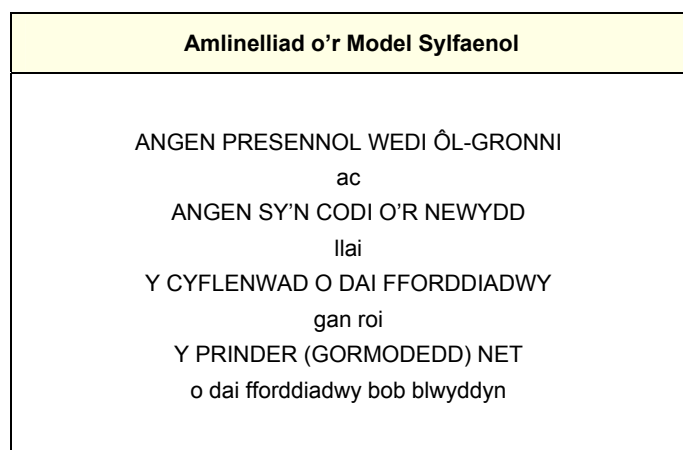 Amlinelliad o’r Model Sylfaenol
ANGEN PRESENNOL WEDI ÔL-GRONNI
ac
ANGEN SY’N CODI O’R NEWYDD
llai
Y CYFLENWAD O DAI FFORDDIADWY
gan roi
Y PRINDER (GORMODEDD) NET
o dai fforddiadwy bob blwyddyn